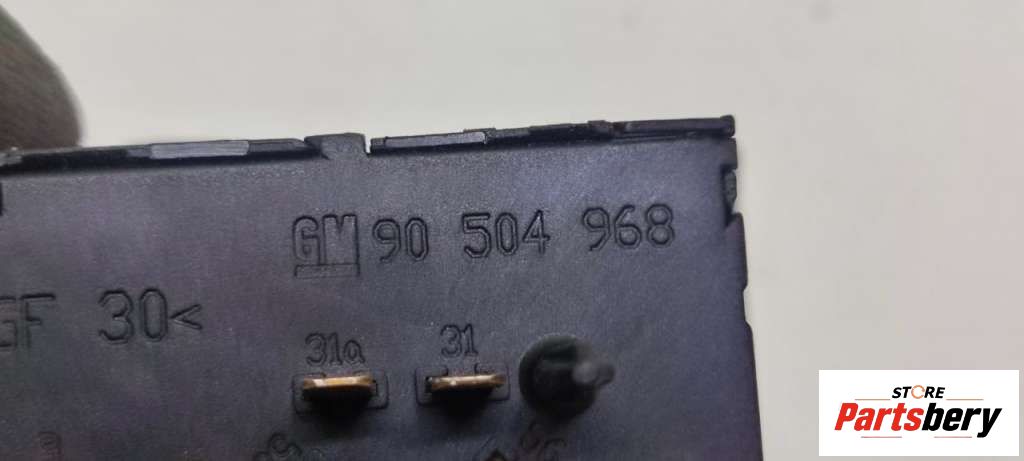 GM 90 504 968
GF 30<
31a 31
STORE
Partsbery